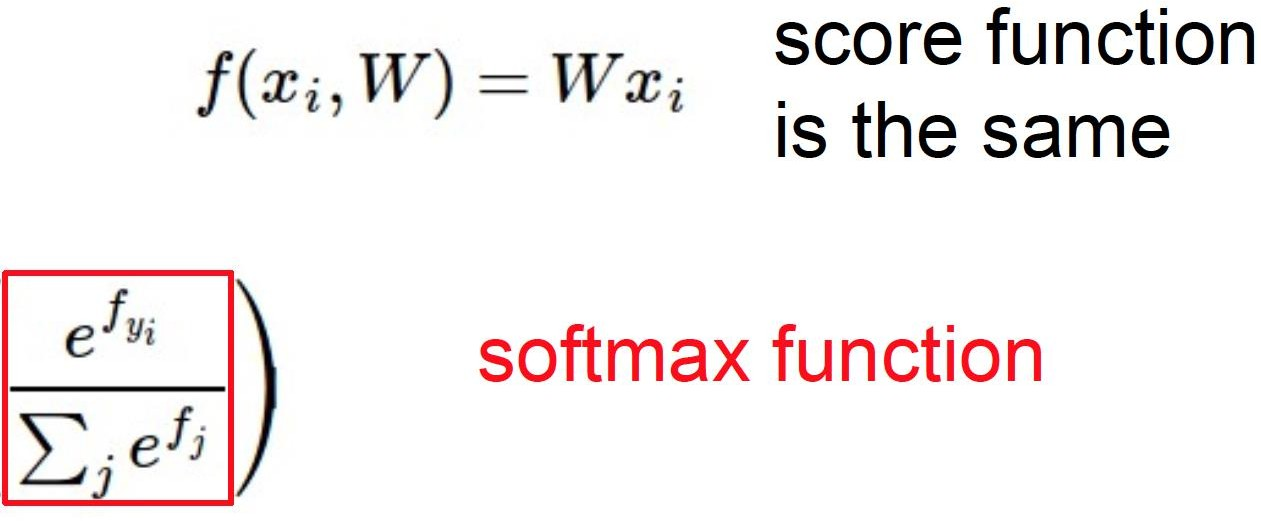 f(x_i, W) = Wx_i
score function
is the same
e^{f_{y_i}}
∑_j e^{f_j} )
softmax function